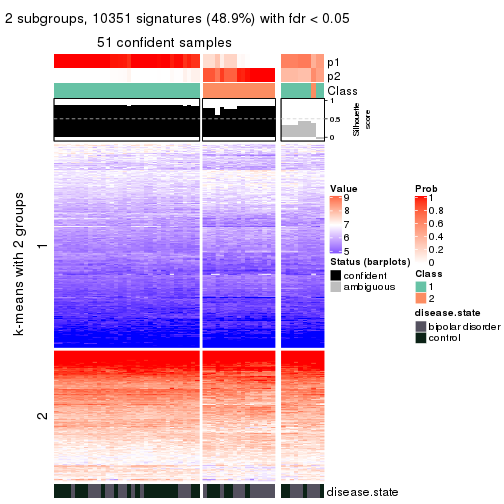 2 subgroups, 10351 signatures (48.9%) with fdr < 0.05
51 confident samples
p1
p2
Class
1
0.5
0
Silhouette
score
k-means with 2 groups
1
2
disease.state
Value
9
8
7
6
5
Status (barplots)
confident
ambiguous
Prob
1
0.8
0.6
0.4
0.2
0
Class
1
2
disease.state
bipolar disorder
control